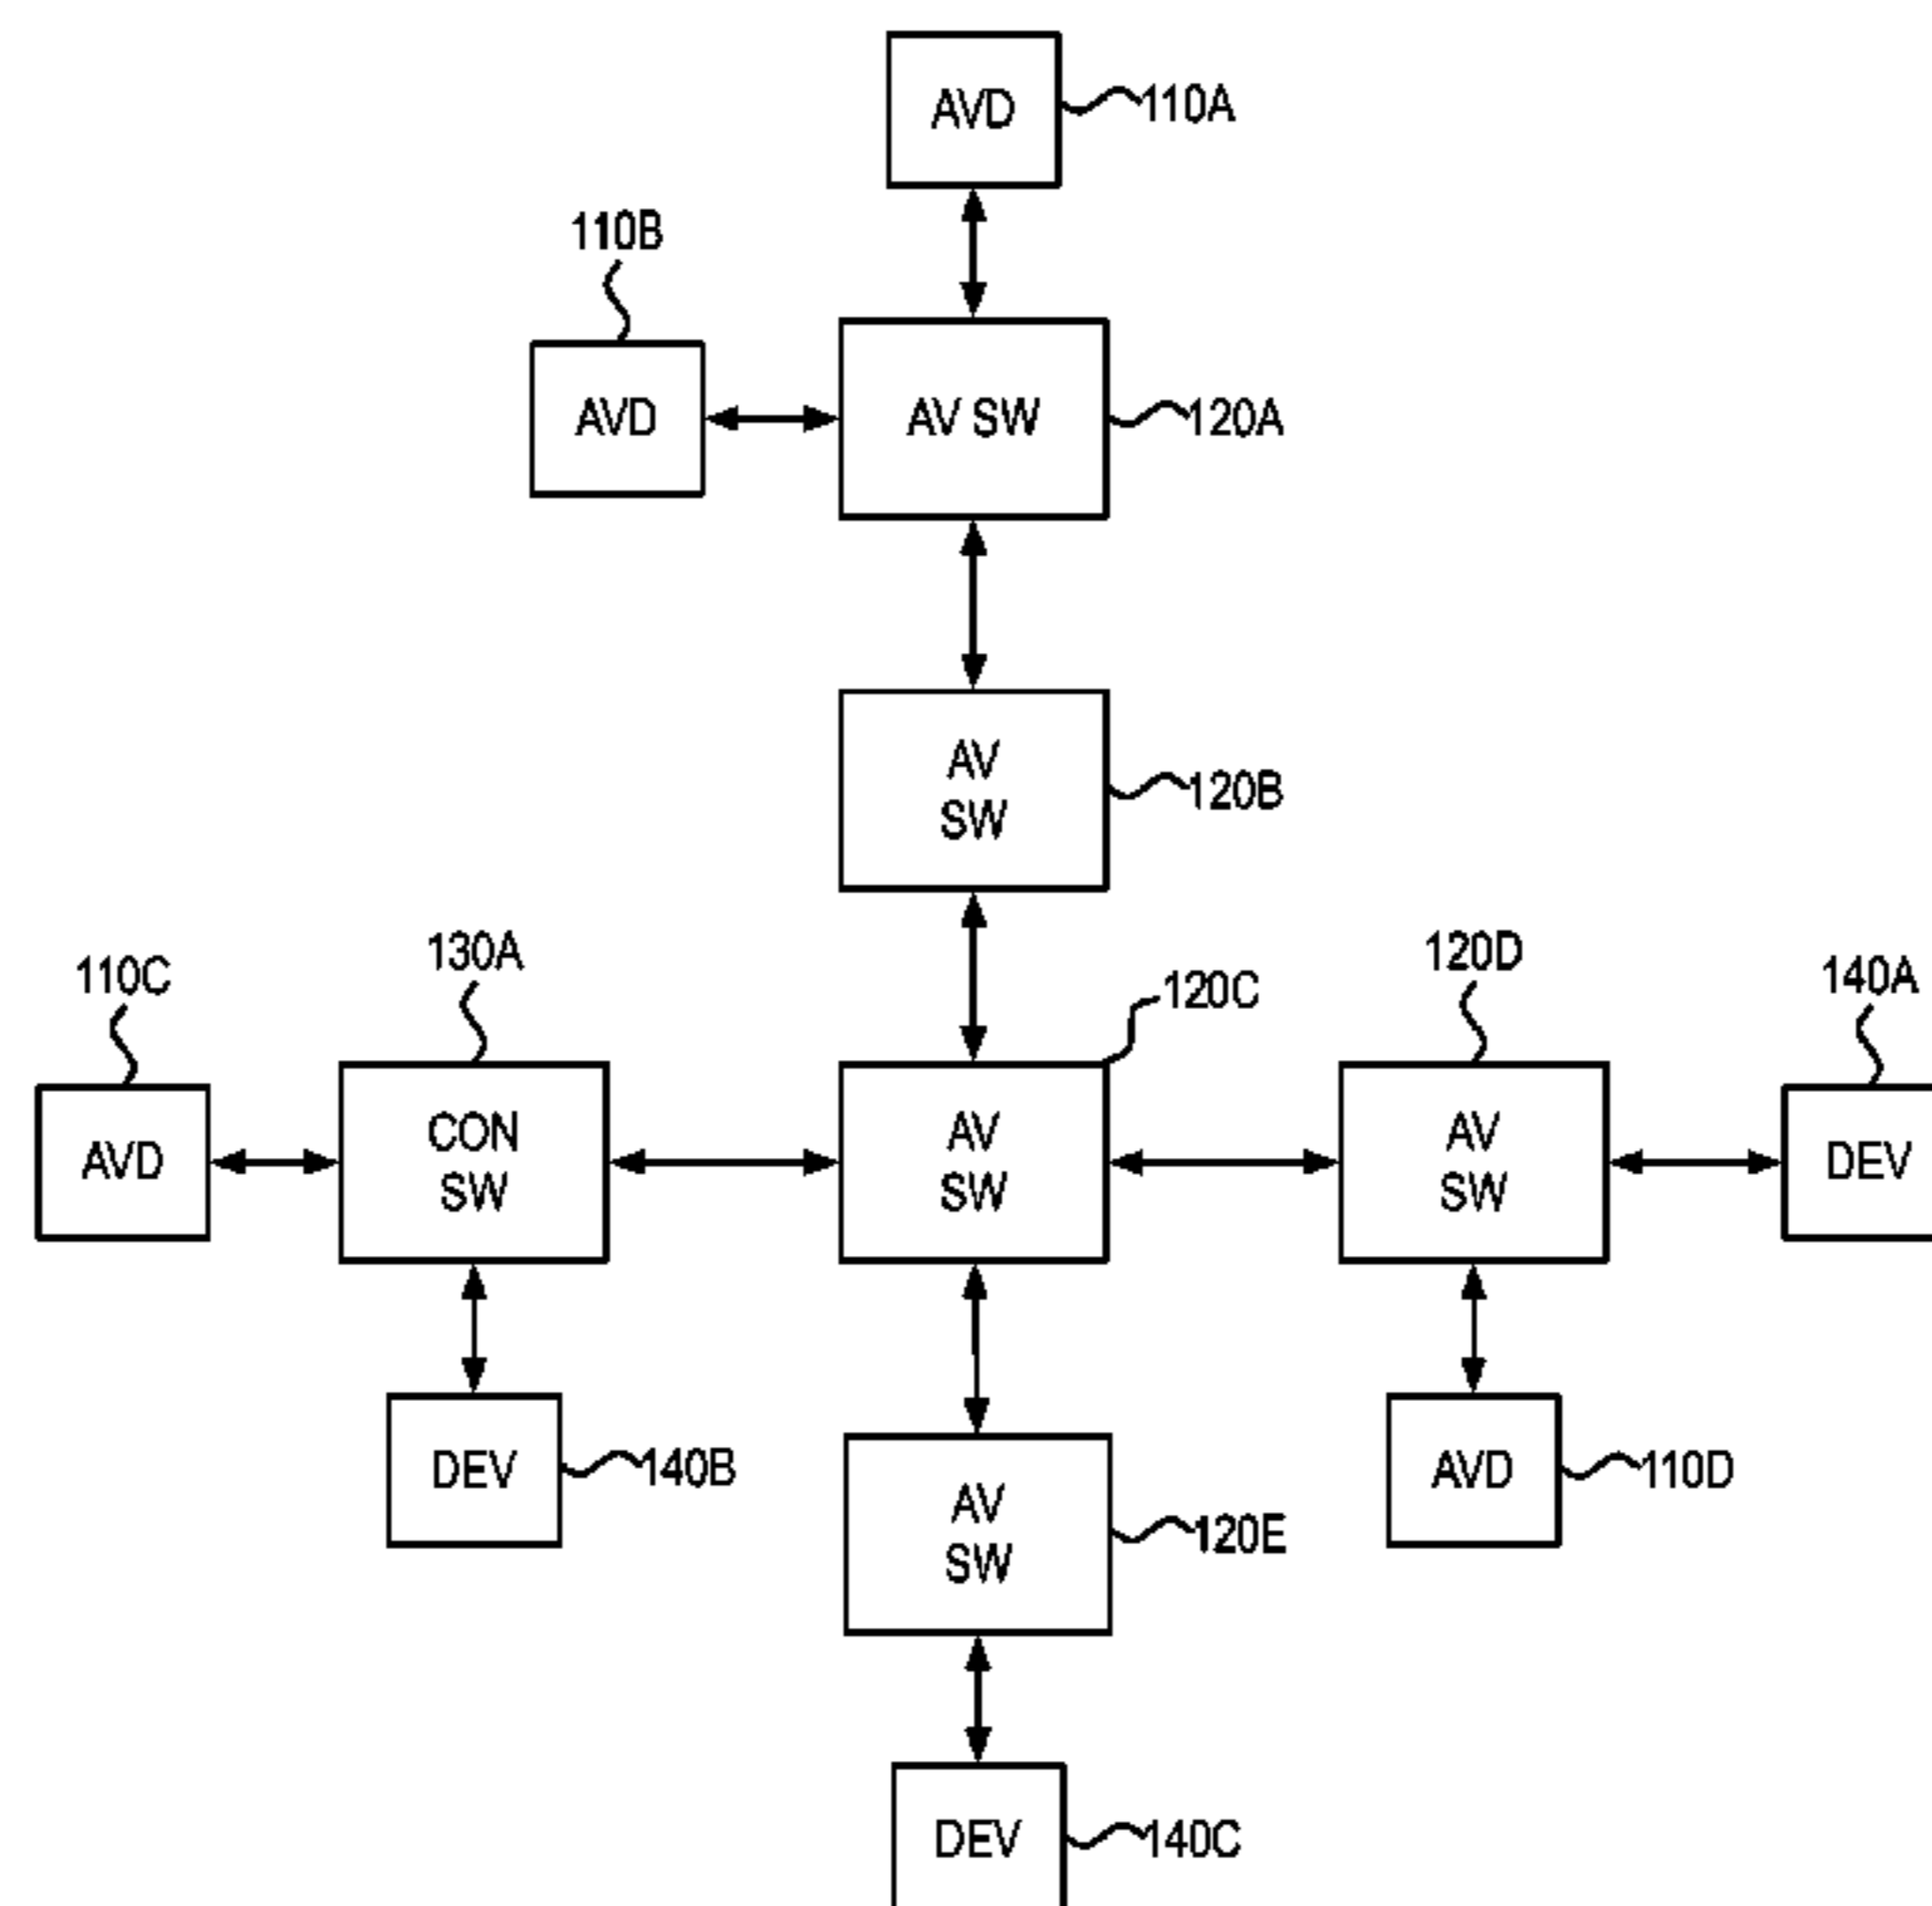 AVD
110A
110B
AVD
AV SW
120A
AV
SW
120B
110C
130A
120C
120D
140A
AVD
CON
SW
AV
SW
AV
SW
DEV
DEV
140B
AV
SW
120E
AVD
110D
DEV
140C